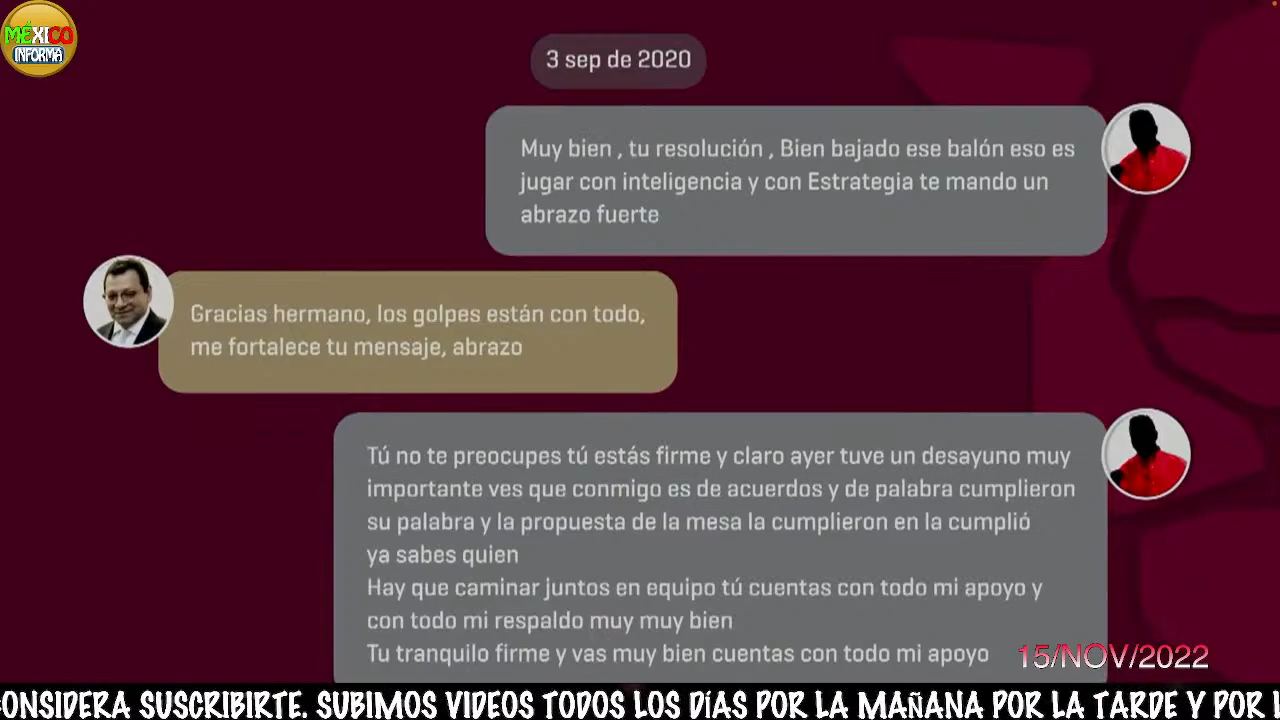 MÉXICO
INFORMA
3 sep de 2020
Muy bien , tu resolución , Bien bajado ese balón eso es
jugar con inteligencia y con Estrategia te mando un
abrazo fuerte
Gracias hermano, los golpes están con todo,
me fortalece tu mensaje, abrazo
Tú no te preocupes tú estás firme y claro ayer tuve un desayuno muy
importante ves que conmigo es de acuerdos y de palabra cumplieron
su palabra y la propuesta de la mesa la cumplieron en la cumplió
ya sabes quien
Hay que caminar juntos en equipo tú cuentas con todo mi apoyo y
con todo mi respaldo muy muy bien
Tu tranquilo firme y vas muy bien cuentas con todo mi apoyo
15/NOV/2022
ONSIDERA SUSCRIBIRTE. SUBIMOS VIDEOS TODOS LOS DÍAS POR LA MAÑANA POR LA TARDE Y POR